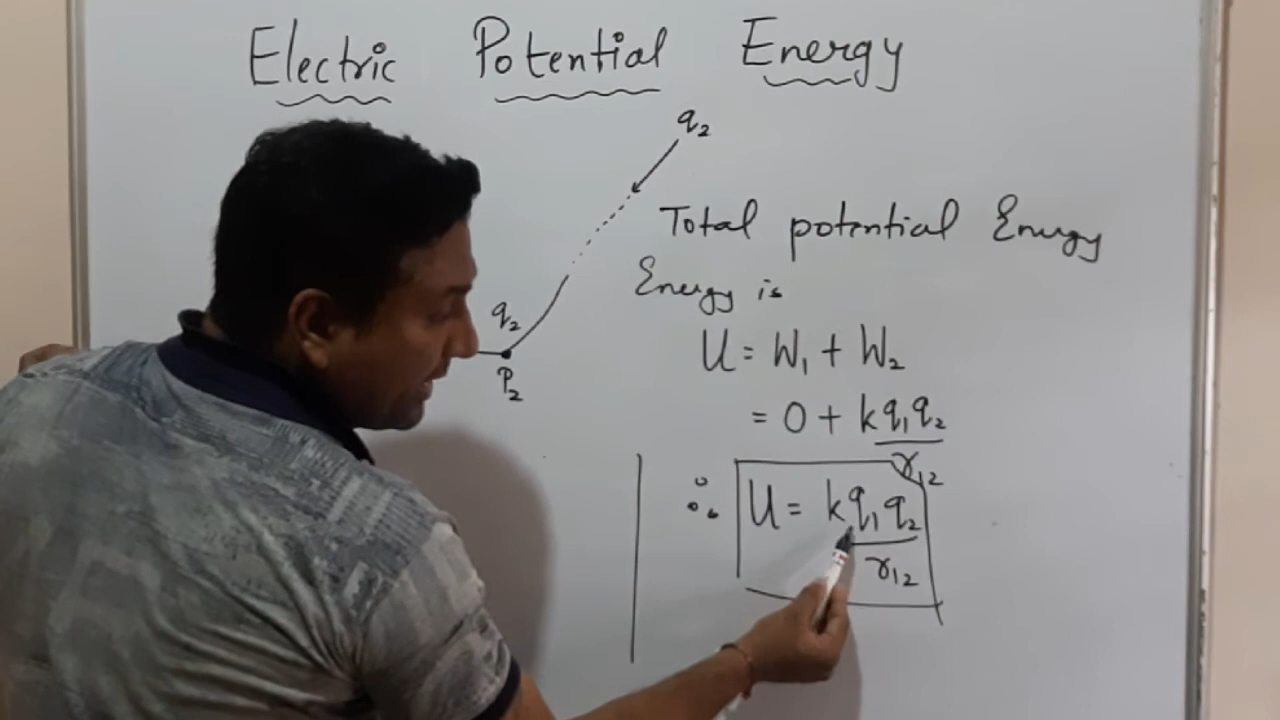 Electric Potential Energy
q₂
Total potential Energy
Energy is
q₂
U = W₁ + W₂
P₂
= 0 + kq₁q₂
r₁₂
∴ U = kq₁q₂
r₁₂